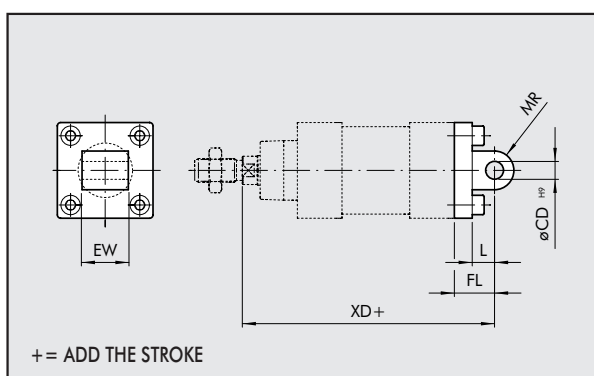 MR
øCD H9
EW
L
FL
XD+
+= ADD THE STROKE